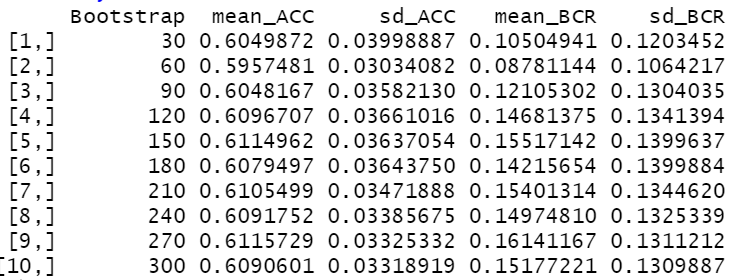 Bootstrap mean_ACC sd_ACC mean_BCR sd_BCR
[1,] 30 0.6049872 0.03998887 0.10504941 0.1203452
[2,] 60 0.5957481 0.03034082 0.08781144 0.1064217
[3,] 90 0.6048167 0.03582130 0.12105302 0.1304035
[4,] 120 0.6096707 0.03661016 0.14681375 0.1341394
[5,] 150 0.6114962 0.03637054 0.15517142 0.1399637
[6,] 180 0.6079497 0.03643750 0.14215654 0.1399884
[7,] 210 0.6105499 0.03471888 0.15401314 0.1344620
[8,] 240 0.6091752 0.03385675 0.14974810 0.1325339
[9,] 270 0.6115729 0.03325332 0.16141167 0.1311212
[10,] 300 0.6090601 0.03318919 0.15177221 0.1309887